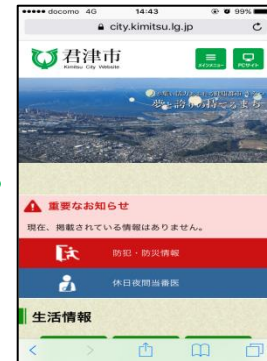 docomo 4G 14:43 99%
city.kimitsu.lg.jp
君津市
Kimitsu City Website
メインメニュー PCサイト
夢と誇りの持てるまち
重要なお知らせ
現在、掲載されている情報はありません。
防犯・防災情報
休日夜間当番医
生活情報